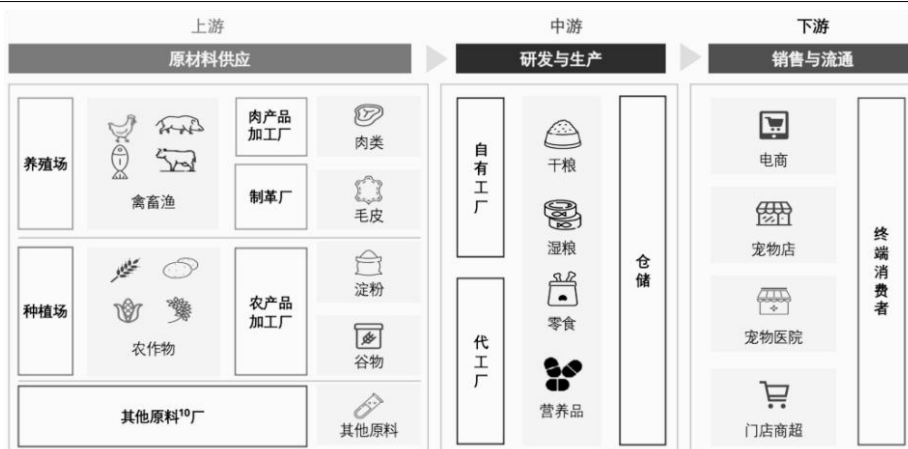 上游
原材料供应
养殖场
禽畜渔
肉产品
加工厂
肉类
制革厂
毛皮
种植场
农作物
农产品
加工厂
淀粉
谷物
其他原料¹⁰厂
其他原料
中游
研发与生产
自有工厂
代工厂
干粮
湿粮
零食
营养品
仓储
下游
销售与流通
电商
宠物店
宠物医院
门店商超
终端消费者